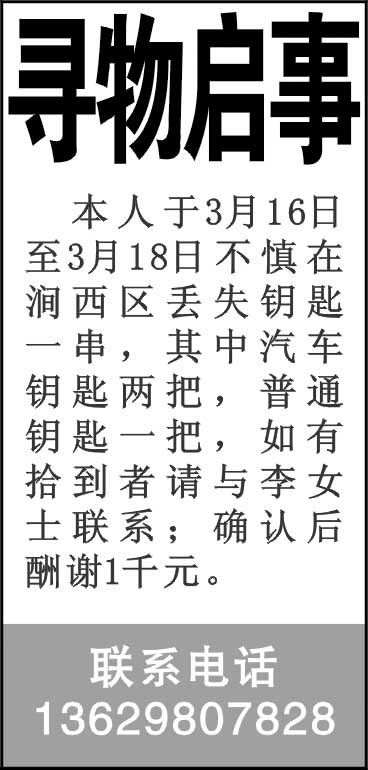 寻物启事
本人于3月16日
至3月18日不慎在
涧西区丢失钥匙
一串，其中汽车
钥匙两把，普通
钥匙一把，如有
拾到者请与李女
士联系；确认后
酬谢1千元。
联系电话
13629807828